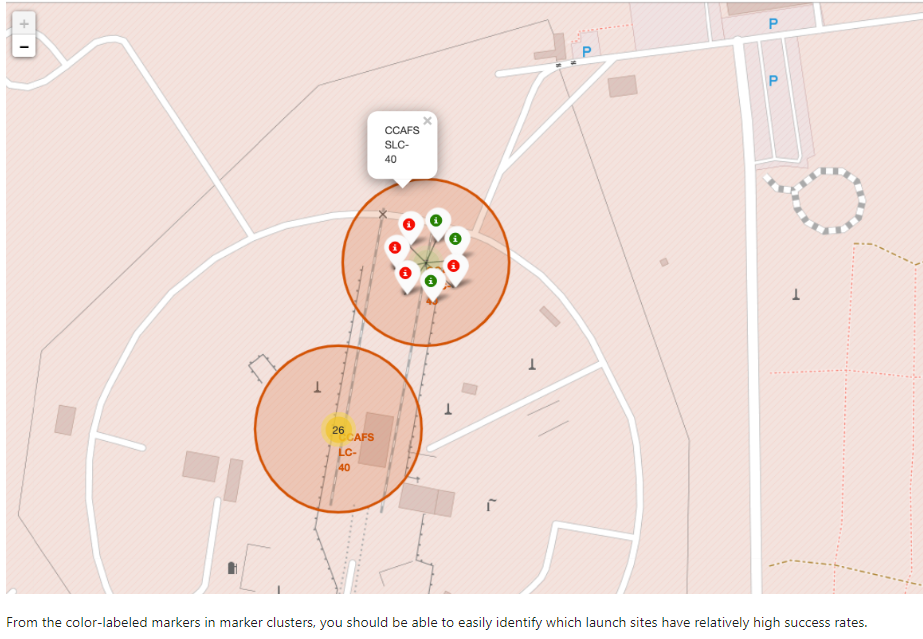 +
−
P
P
P
CCAFS
SLC-
40
×
i
i
i
i
i
i
i
26
CCAFS
LC-
40
From the color-labeled markers in marker clusters, you should be able to easily identify which launch sites have relatively high success rates.